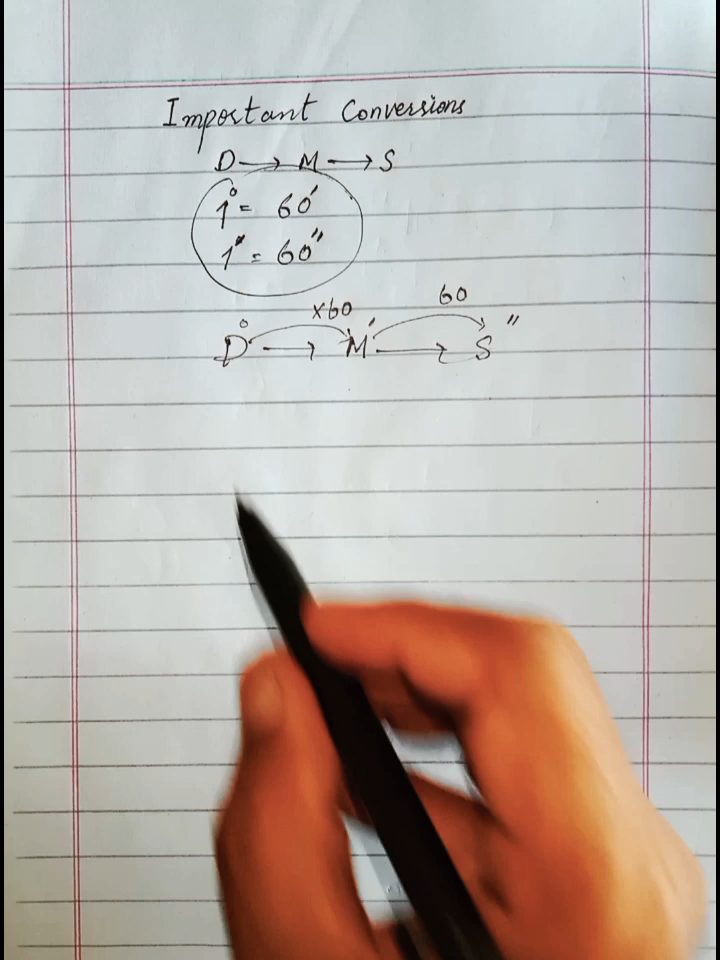 Important Conversions
D → M → S
1° = 60′
1′ = 60″
×60 60
D° → M′ → S″